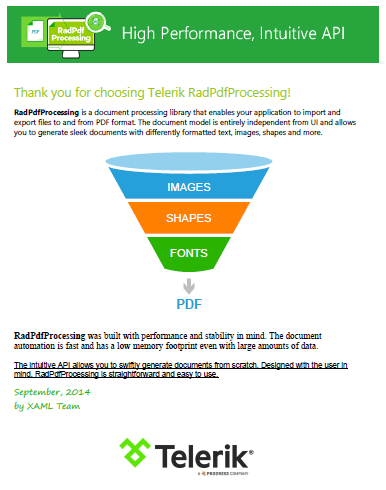 PDF
RadPdf
Processing
High Performance, Intuitive API
Thank you for choosing Telerik RadPdfProcessing!
RadPdfProcessing is a document processing library that enables your application to import and
export files to and from PDF format. The document model is entirely independent from UI and allows
you to generate sleek documents with differently formatted text, images, shapes and more.
IMAGES
SHAPES
FONTS
PDF
RadPdfProcessing was built with performance and stability in mind. The document
automation is fast and has a low memory footprint even with large amounts of data.
The intuitive API allows you to swiftly generate documents from scratch. Designed with the user in
mind, RadPdfProcessing is straightforward and easy to use.
September, 2014
by XAML Team
Telerik®
A PROGRESS COMPANY